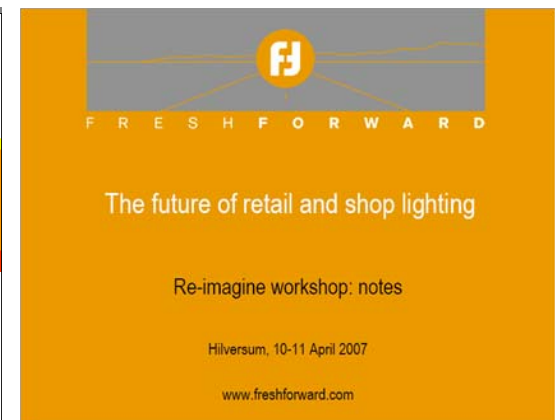 FJ
FRESHFORWARD
The future of retail and shop lighting
Re-imagine workshop: notes
Hilversum, 10-11 April 2007
www.freshforward.com